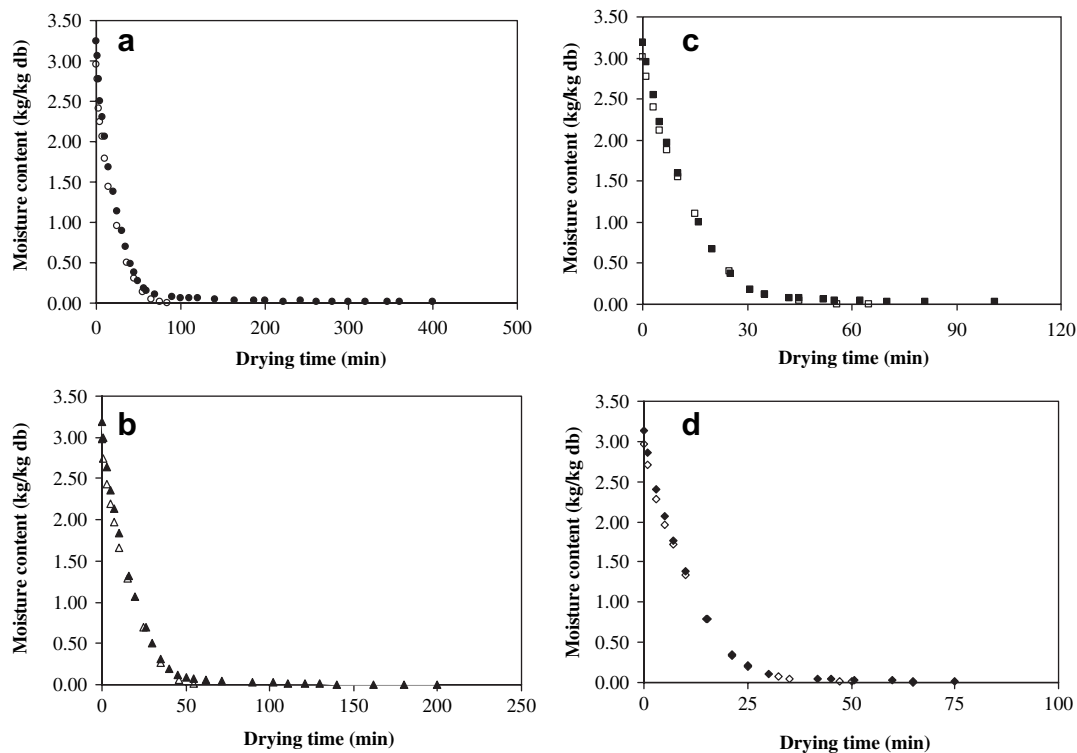 a
Moisture content (kg/kg db)
3.50
3.00
2.50
2.00
1.50
1.00
0.50
0.00
0 100 200 300 400 500
Drying time (min)
c
Moisture content (kg/kg db)
3.50
3.00
2.50
2.00
1.50
1.00
0.50
0.00
0 30 60 90 120
Drying time (min)
b
Moisture content (kg/kg db)
3.50
3.00
2.50
2.00
1.50
1.00
0.50
0.00
0 50 100 150 200 250
Drying time (min)
d
Moisture content (kg/kg db)
3.50
3.00
2.50
2.00
1.50
1.00
0.50
0.00
0 25 50 75 100
Drying time (min)